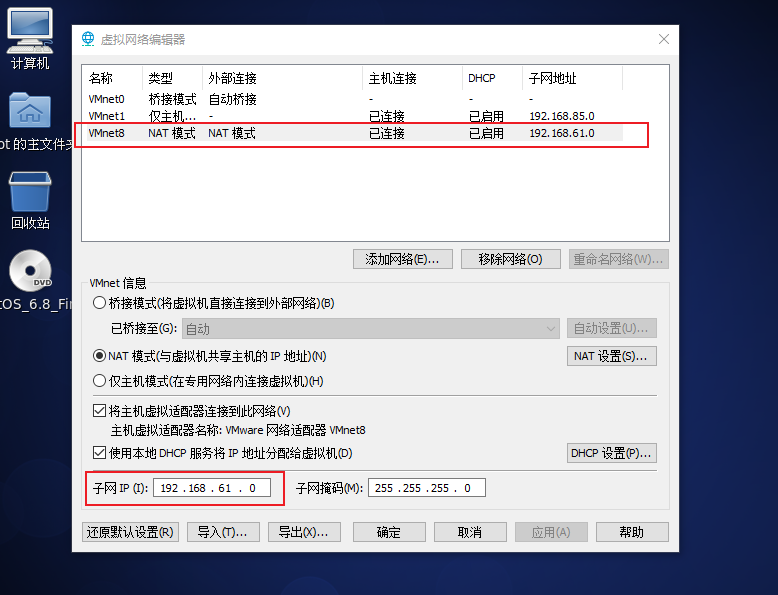 计算机
ot 的主文件夹
回收站
DVD
tOS_6.8_Fin
虚拟网络编辑器
名称 类型 外部连接 主机连接 DHCP 子网地址
VMnet0 桥接模式 自动桥接 - - -
VMnet1 仅主机... - 已连接 已启用 192.168.85.0
VMnet8 NAT 模式 NAT 模式 已连接 已启用 192.168.61.0
添加网络(E)... 移除网络(O) 重命名网络(W)...
VMnet 信息
桥接模式(将虚拟机直接连接到外部网络)(B)
已桥接至(G): 自动 自动设置(U)...
NAT 模式(与虚拟机共享主机的 IP 地址)(N) NAT 设置(S)...
仅主机模式(在专用网络内连接虚拟机)(H)
将主机虚拟适配器连接到此网络(V)
主机虚拟适配器名称: VMware 网络适配器 VMnet8
使用本地 DHCP 服务将 IP 地址分配给虚拟机(D) DHCP 设置(P)...
子网 IP (I): 192 . 168 . 61 . 0 子网掩码(M): 255 . 255 . 255 . 0
还原默认设置(R) 导入(T)... 导出(X)... 确定 取消 应用(A) 帮助